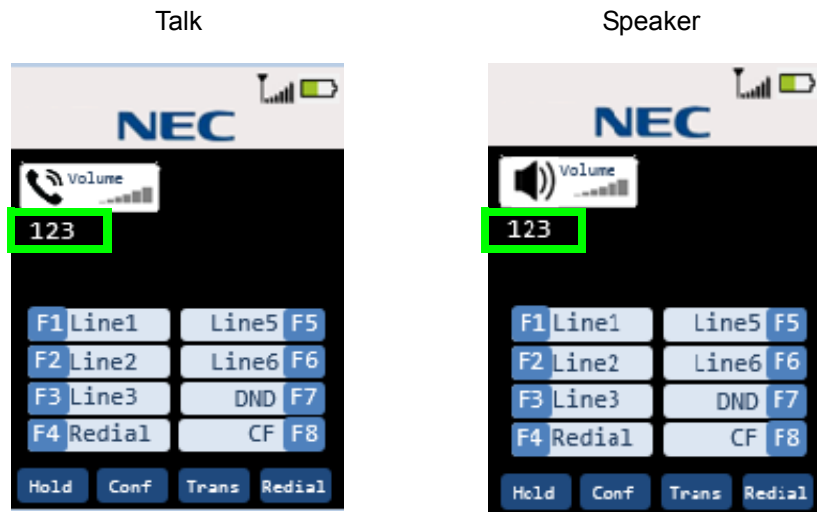 Talk
Speaker
NEC
Volume
123
F1 Line1 Line5 F5
F2 Line2 Line6 F6
F3 Line3 DND F7
F4 Redial CF F8
Hold Conf Trans Redial
NEC
Volume
123
F1 Line1 Line5 F5
F2 Line2 Line6 F6
F3 Line3 DND F7
F4 Redial CF F8
Hold Conf Trans Redial